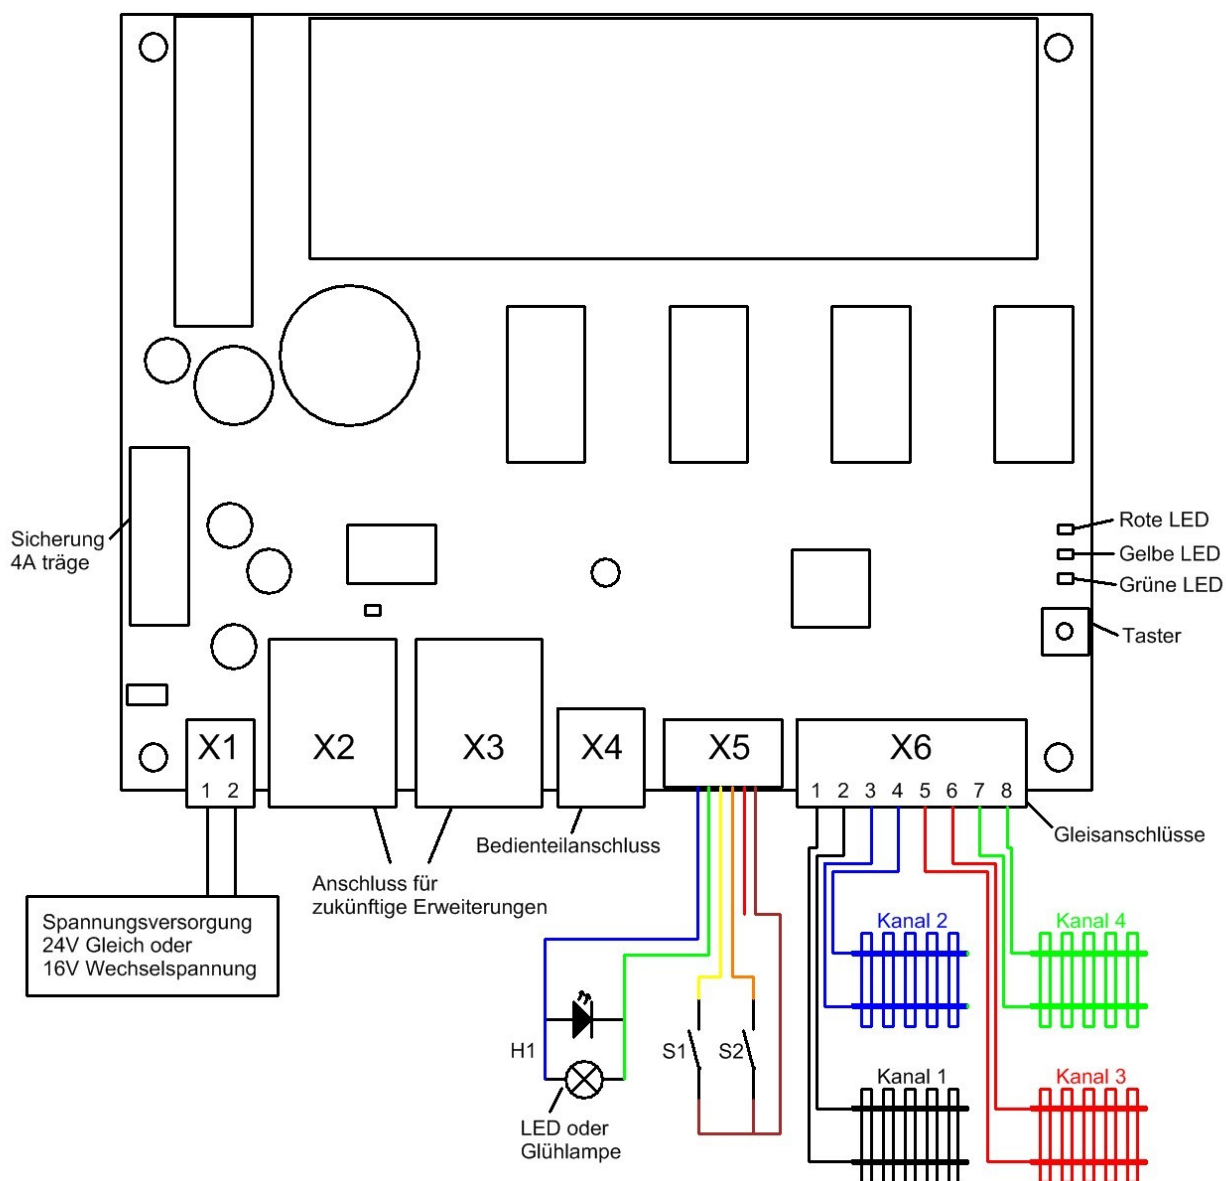 Sicherung
4A träge
Rote LED
Gelbe LED
Grüne LED
Taster
X1
X2
X3
X4
X5
X6
1 2
1 2 3 4 5 6 7 8
Bedienteilanschluss
Gleisanschlüsse
Anschluss für
zukünftige Erweiterungen
Spannungsversorgung
24V Gleich oder
16V Wechselspannung
Kanal 2
Kanal 4
H1
S1
S2
Kanal 1
Kanal 3
LED oder
Glühlampe